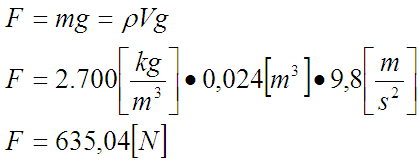 F = mg = ρVg
F = 2.700[kg/m³] • 0,024[m³] • 9,8[m/s²]
F = 635,04[N]